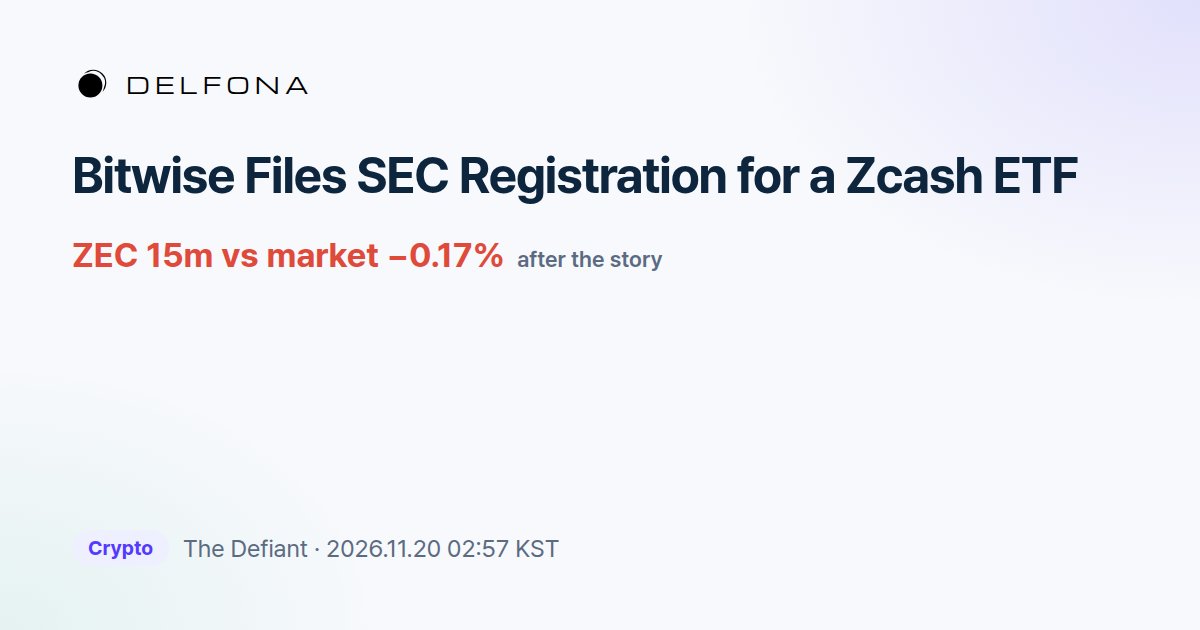 DELFONA
Bitwise Files SEC Registration for a Zcash ETF
ZEC 15m vs market −0.17% after the story
Crypto The Defiant · 2026.11.20 02:57 KST